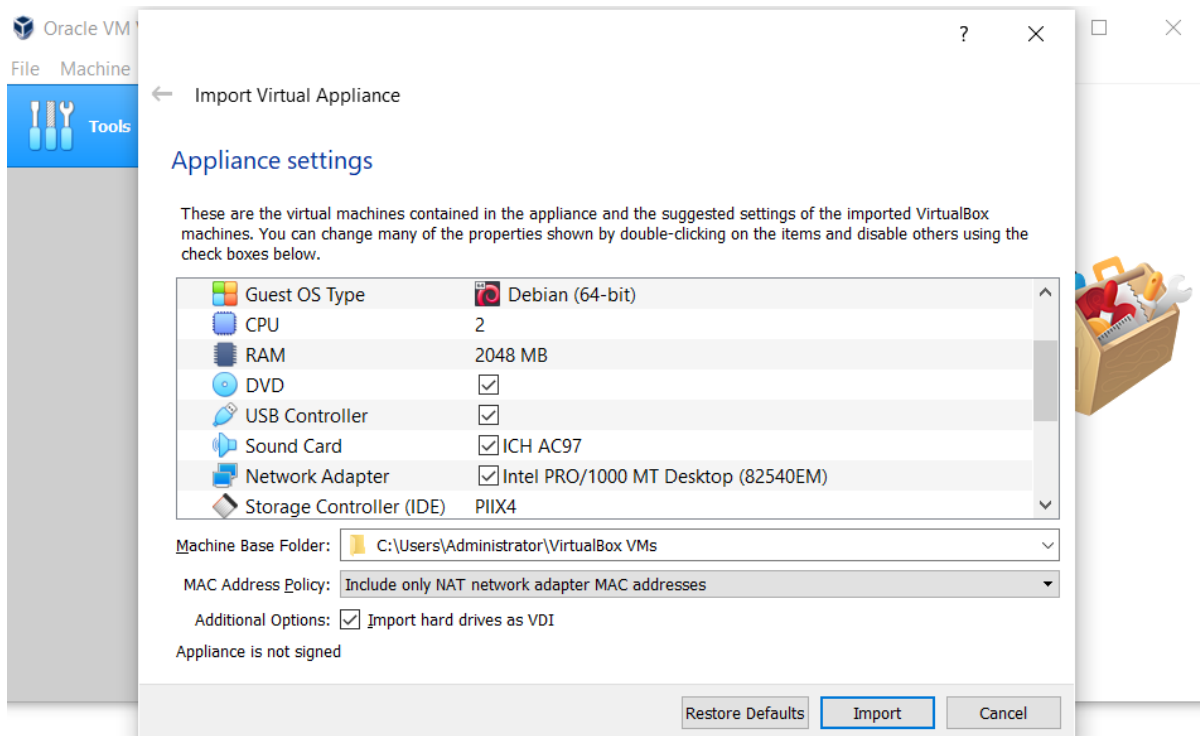 Oracle VM
?
File Machine
Import Virtual Appliance
Tools
Appliance settings
These are the virtual machines contained in the appliance and the suggested settings of the imported VirtualBox
machines. You can change many of the properties shown by double-clicking on the items and disable others using the
check boxes below.
Guest OS Type Debian (64-bit)
CPU 2
RAM 2048 MB
DVD
USB Controller
Sound Card ICH AC97
Network Adapter Intel PRO/1000 MT Desktop (82540EM)
Storage Controller (IDE) PIIX4
Machine Base Folder: C:\Users\Administrator\VirtualBox VMs
MAC Address Policy: Include only NAT network adapter MAC addresses
Additional Options: Import hard drives as VDI
Appliance is not signed
Restore Defaults Import Cancel